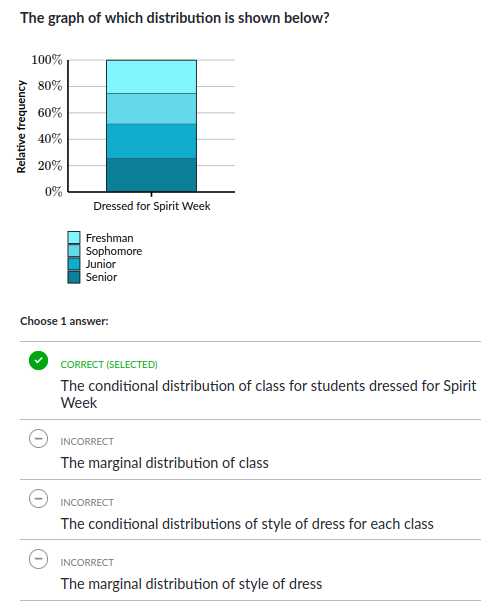 The graph of which distribution is shown below?
100%
80%
60%
40%
20%
0%
Relative frequency
Dressed for Spirit Week
Freshman
Sophomore
Junior
Senior
Choose 1 answer:
CORRECT (SELECTED)
The conditional distribution of class for students dressed for Spirit
Week
INCORRECT
The marginal distribution of class
INCORRECT
The conditional distributions of style of dress for each class
INCORRECT
The marginal distribution of style of dress